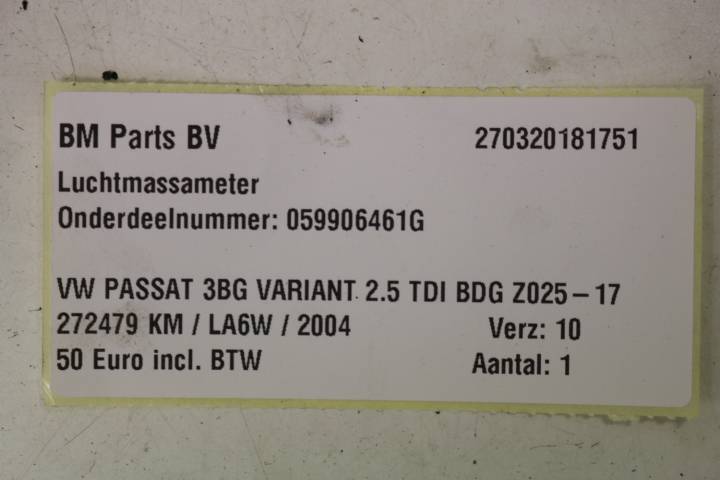 BM Parts BV 270320181751
Luchtmassameter
Onderdeelnummer: 059906461G
VW PASSAT 3BG VARIANT 2.5 TDI BDG Z025-17
272479 KM / LA6W / 2004 Verz: 10
50 Euro incl. BTW Aantal: 1